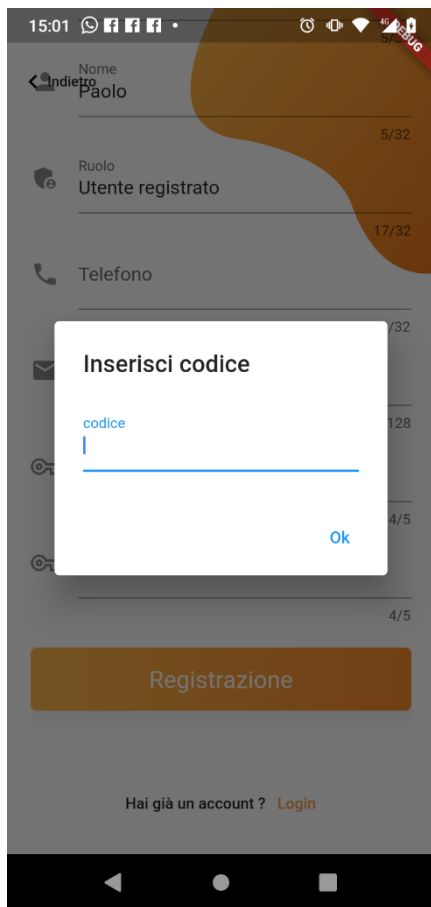 15:01
4G
DEBUG
5/32
Indietro
Nome
Paolo
5/32
Ruolo
Utente registrato
17/32
Telefono
/32
Inserisci codice
128
codice
4/5
Ok
4/5
Registrazione
Hai già un account ? Login